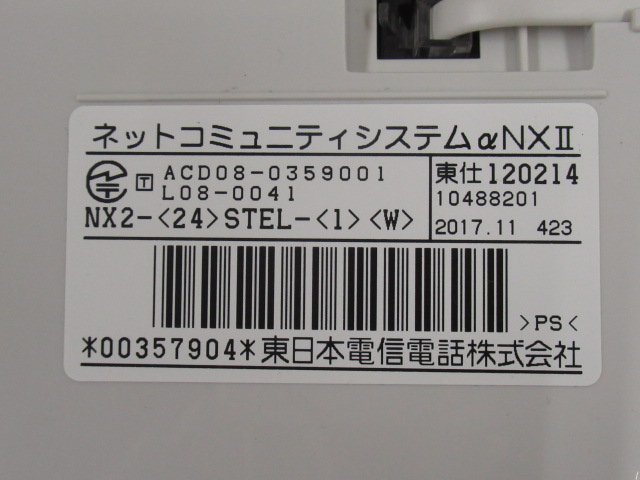 ネットコミュニティシステムαNXⅡ
T ACD08-0359001
L08-0041
NX2-<24>STEL-<1><W>
東仕120214
10488201
2017.11 423
>PS<
*00357904*東日本電信電話株式会社